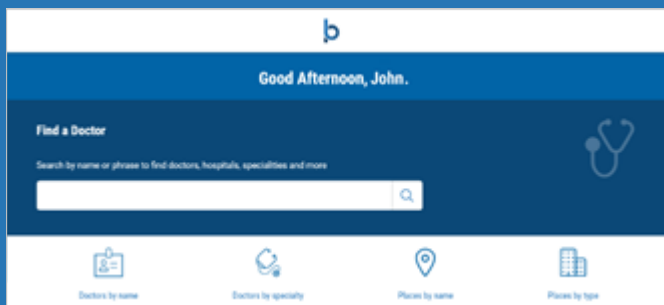 b
Good Afternoon, John.
Find a Doctor
Search by name or phrase to find doctors, hospitals, specialities and more
Doctors by name
Doctors by specialty
Places by name
Places by type